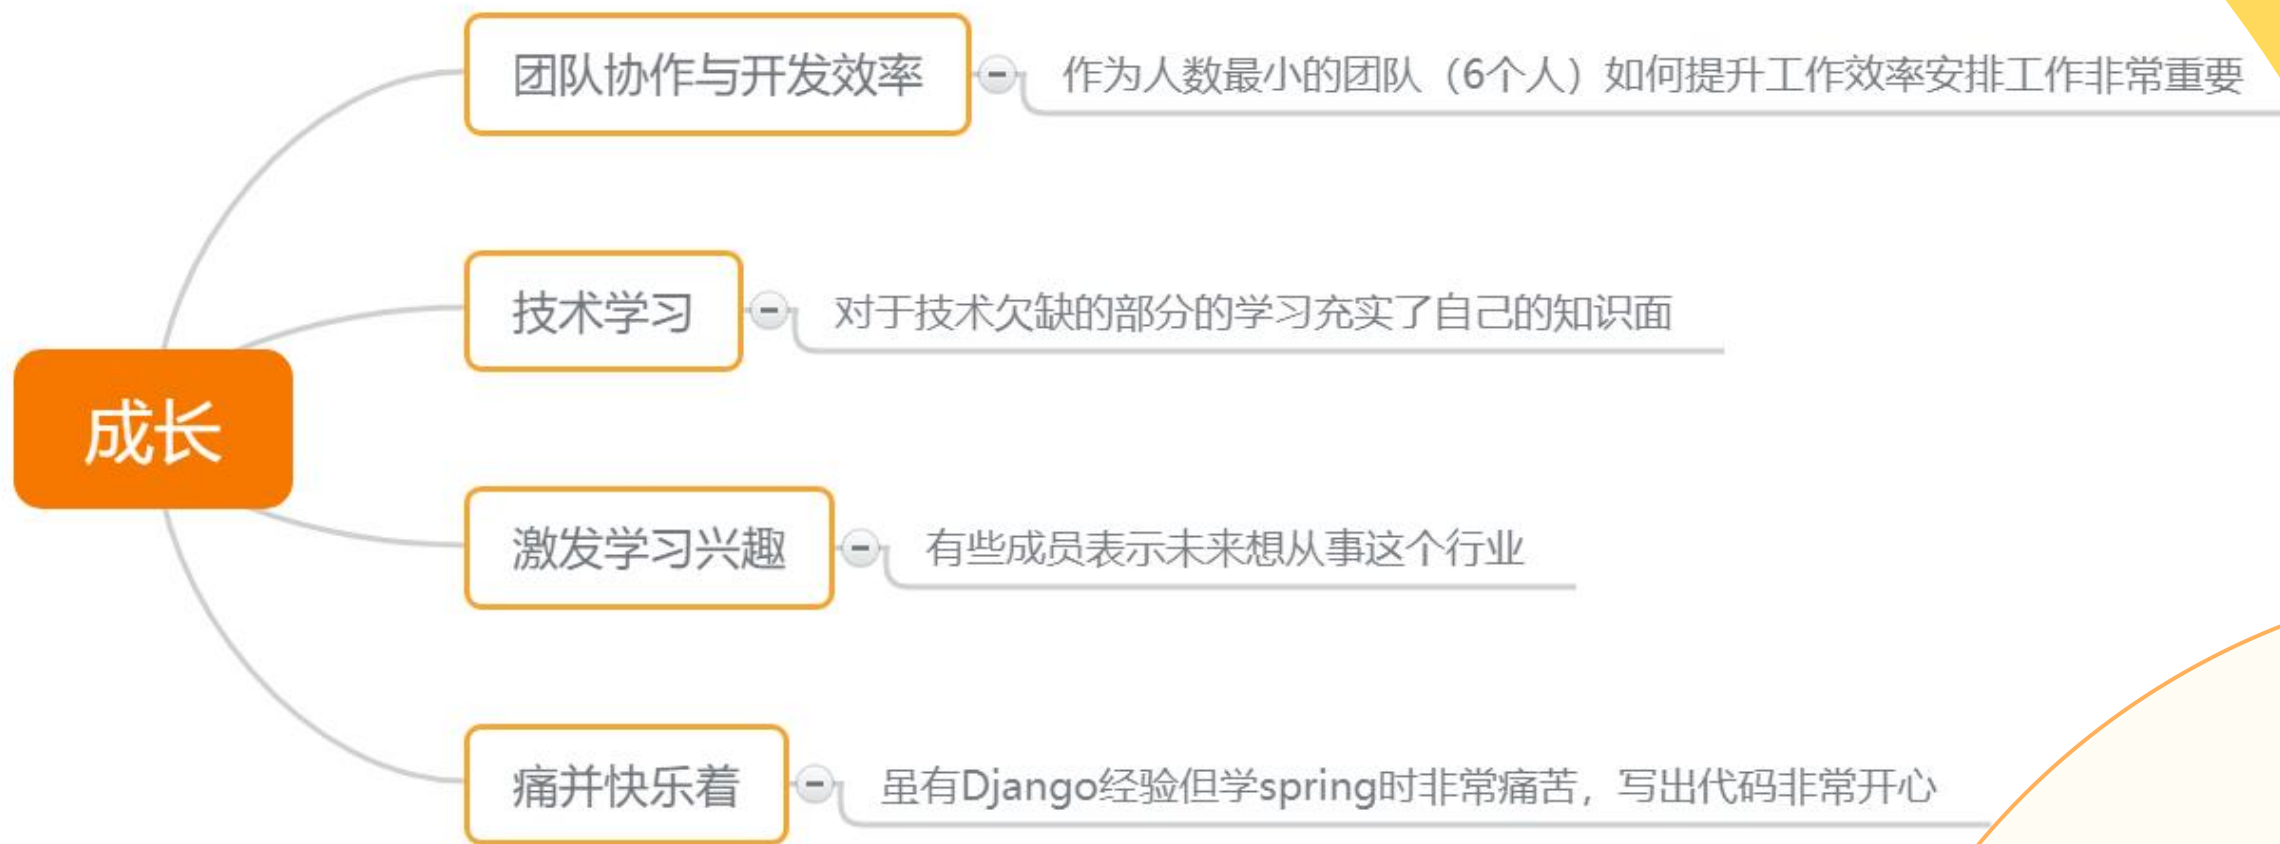 团队协作与开发效率
作为人数最小的团队（6个人）如何提升工作效率安排工作非常重要
技术学习
对于技术欠缺的部分的学习充实了自己的知识面
成长
激发学习兴趣
有些成员表示未来想从事这个行业
痛并快乐着
虽有Django经验但学spring时非常痛苦，写出代码非常开心